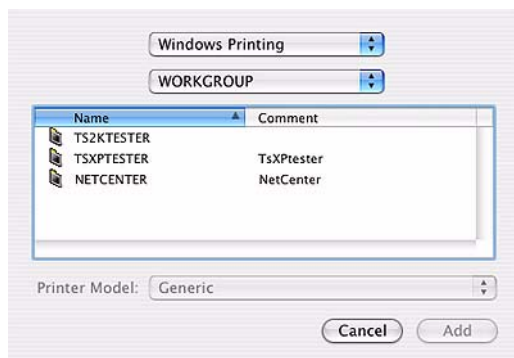 Windows Printing
WORKGROUP
Name Comment
TS2KTESTER
TSXPTESTER TsXPtester
NETCENTER NetCenter
Printer Model: Generic
Cancel Add